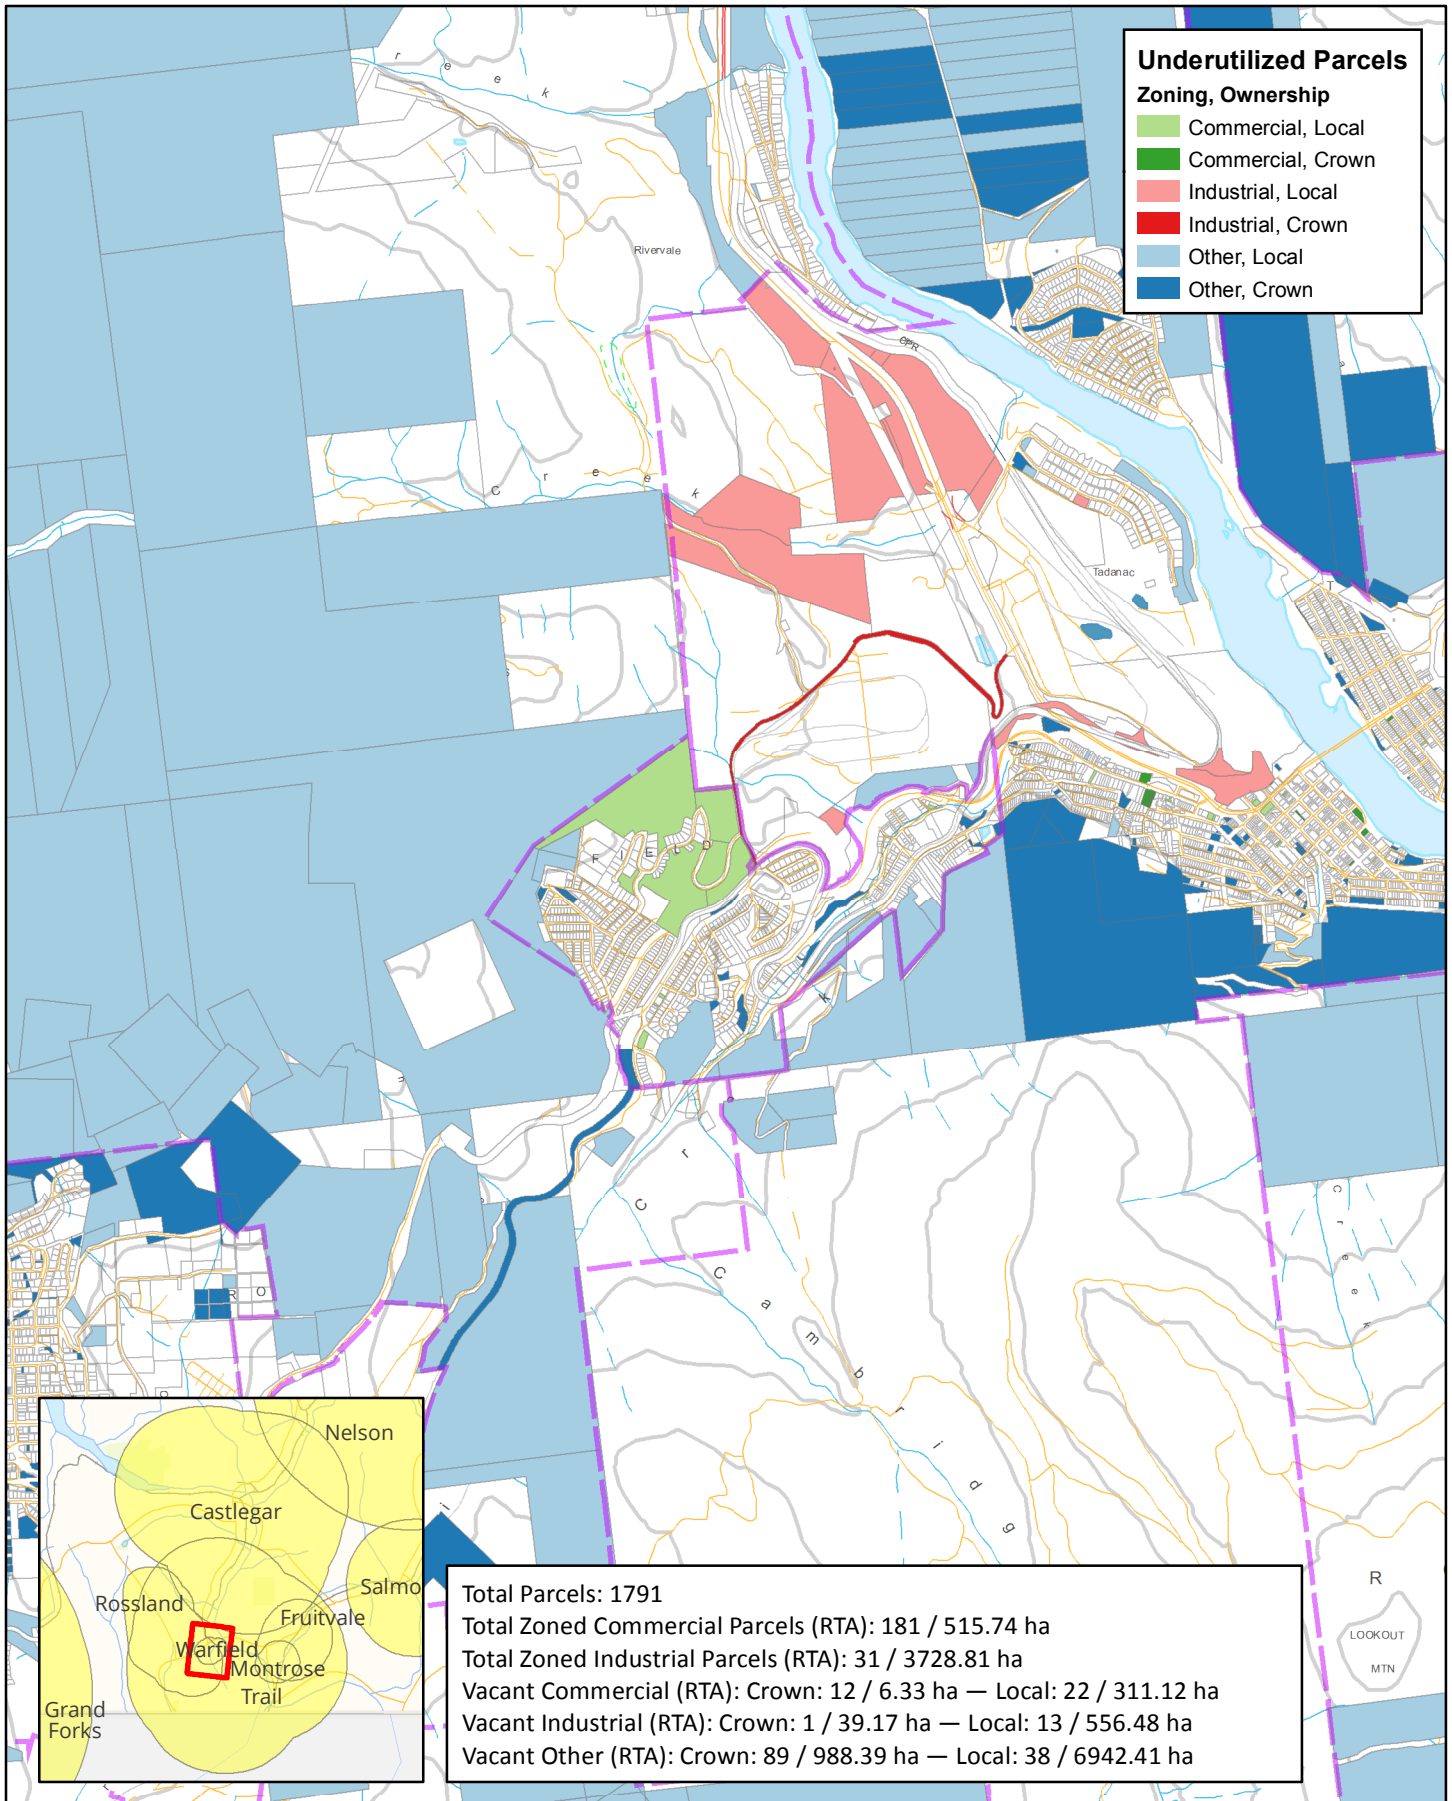 Underutilized Parcels
Zoning, Ownership
Commercial, Local
Commercial, Crown
Industrial, Local
Industrial, Crown
Other, Local
Other, Crown
r e e k
Rivervale
CPR
C r e e k
Tadanac
T
S
F I E L D
k
n
e
r
C
R O
C a m b r i d g
C r e e k
i
R
LOOKOUT
MTN
Nelson
Castlegar
Salmo
Rossland
Fruitvale
Warfield
Montrose
Trail
Grand
Forks
Total Parcels: 1791
Total Zoned Commercial Parcels (RTA): 181 / 515.74 ha
Total Zoned Industrial Parcels (RTA): 31 / 3728.81 ha
Vacant Commercial (RTA): Crown: 12 / 6.33 ha — Local: 22 / 311.12 ha
Vacant Industrial (RTA): Crown: 1 / 39.17 ha — Local: 13 / 556.48 ha
Vacant Other (RTA): Crown: 89 / 988.39 ha — Local: 38 / 6942.41 ha